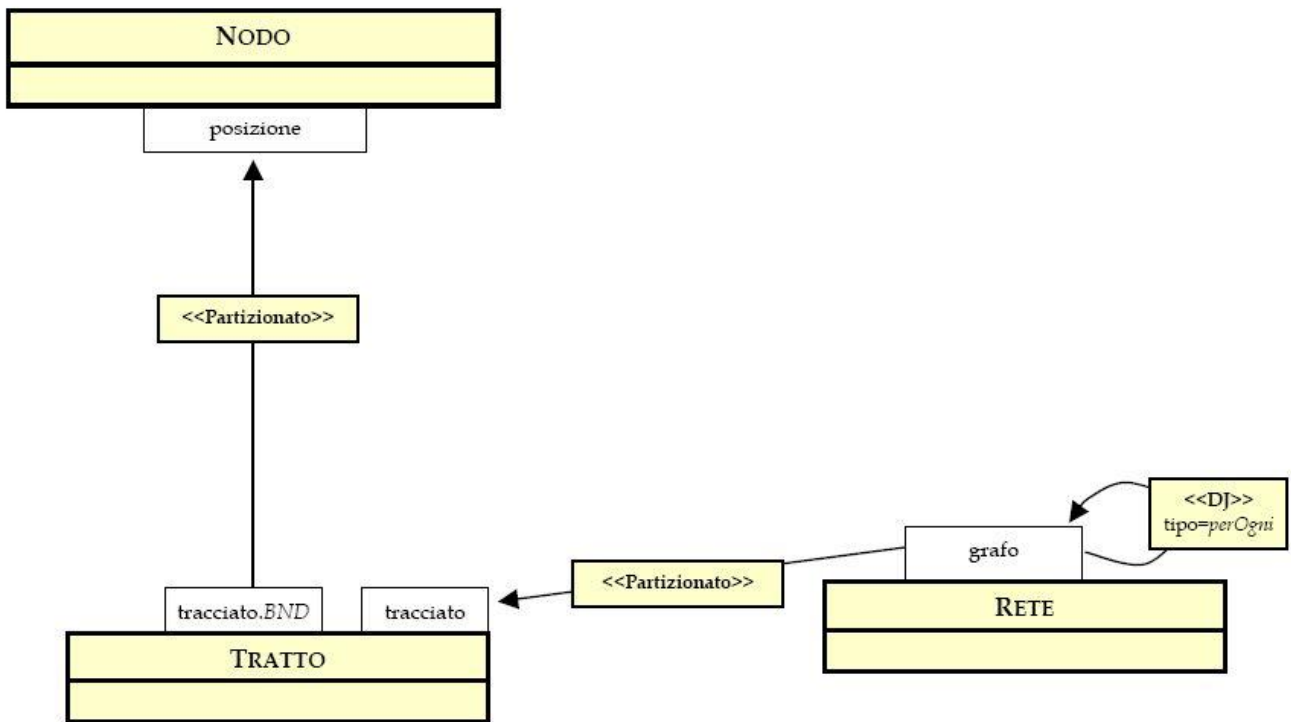 NODO
posizione
<<Partizionato>>
<<DJ>>
tipo=perOgni
grafo
<<Partizionato>>
tracciato.BND
tracciato
RETE
TRATTO